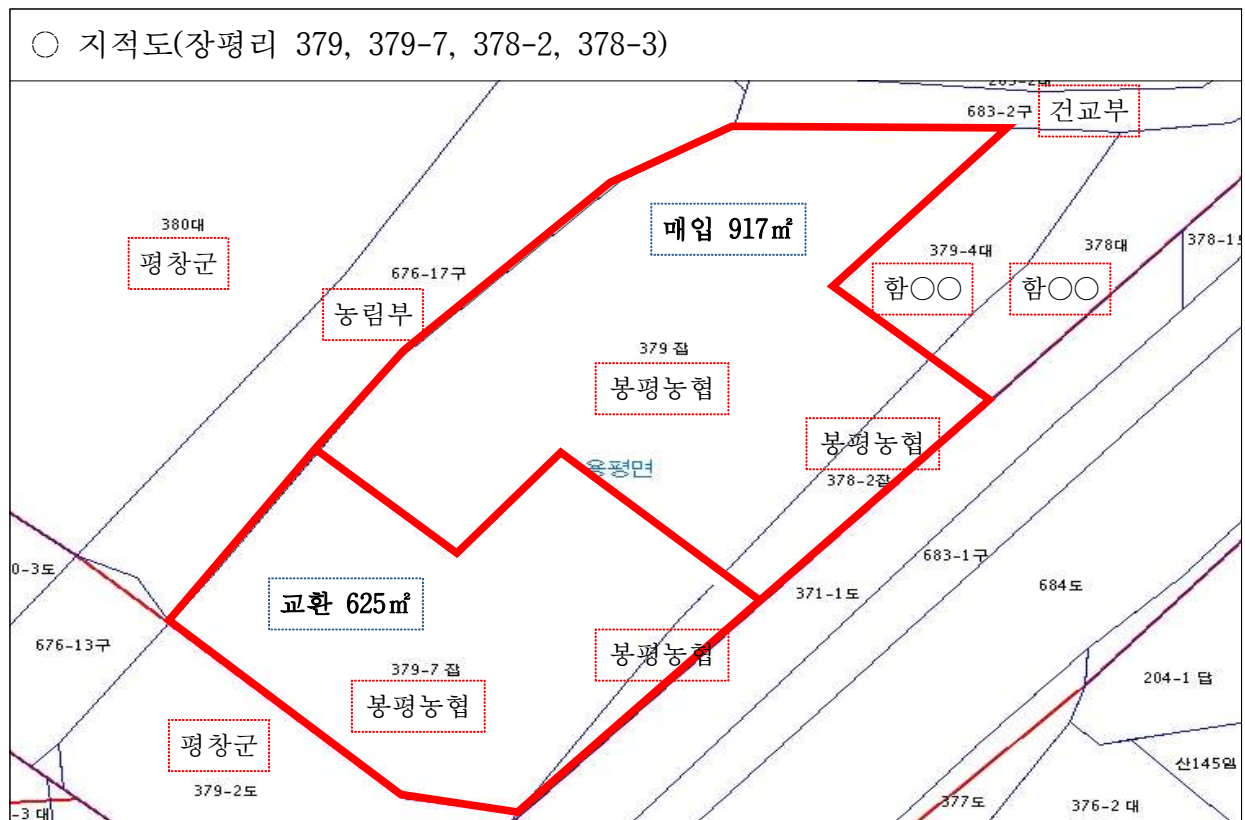 ○ 지적도(장평리 379, 379-7, 378-2, 378-3)
683-2구
건교부
380대
평창군
매입 917㎡
676-17구
농림부
379-4대
378대
함○○
함○○
379 잡
봉평농협
봉평농협
용평면
378-2잡
683-1구
684도
371-1도
교환 625㎡
676-13구
봉평농협
379-7 잡
봉평농협
204-1 답
평창군
379-2도
산145임
377도
376-2 대